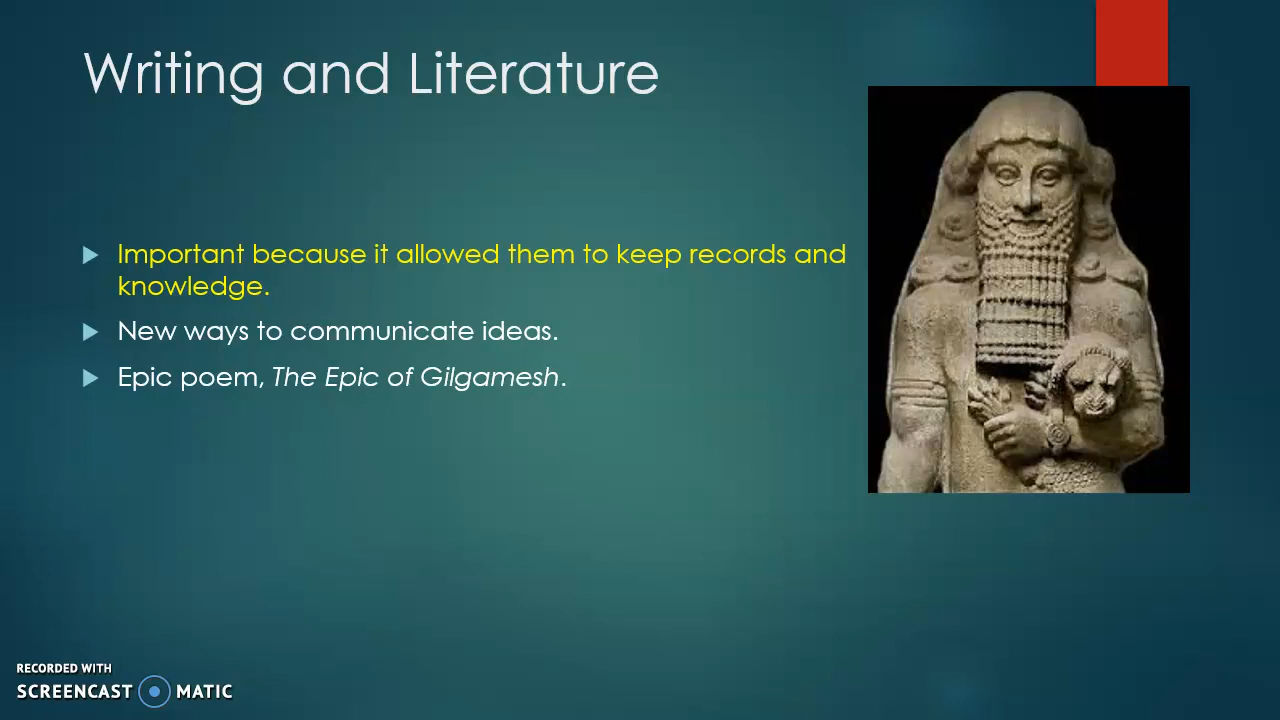 Writing and Literature
Important because it allowed them to keep records and
knowledge.
New ways to communicate ideas.
Epic poem, The Epic of Gilgamesh.
RECORDED WITH
SCREENCAST MATIC